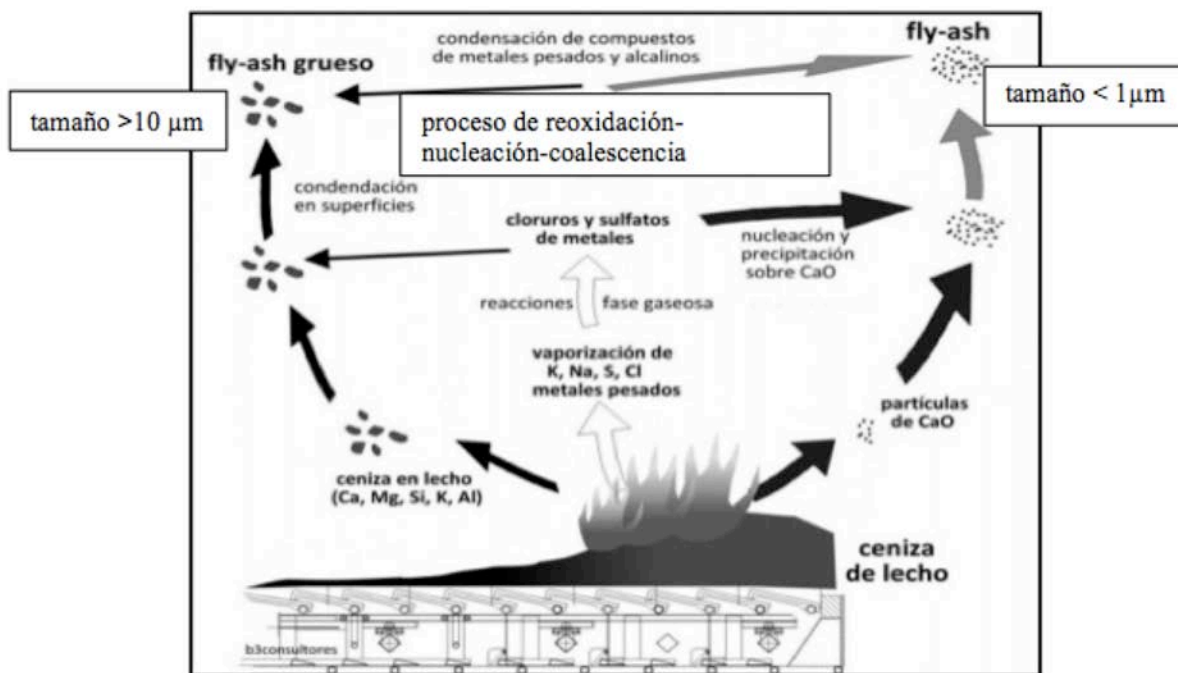 condensación de compuestos
de metales pesados y alcalinos
fly-ash
fly-ash grueso
tamaño >10 µm
tamaño < 1µm
proceso de reoxidación-
nucleación-coalescencia
condendación
en superficies
cloruros y sulfatos
de metales
nucleación y
precipitación
sobre CaO
reacciones fase gaseosa
vaporización de
K, Na, S, Cl
metales pesados
partículas
de CaO
ceniza en lecho
(Ca, Mg, Si, K, Al)
ceniza
de lecho
b3consultores